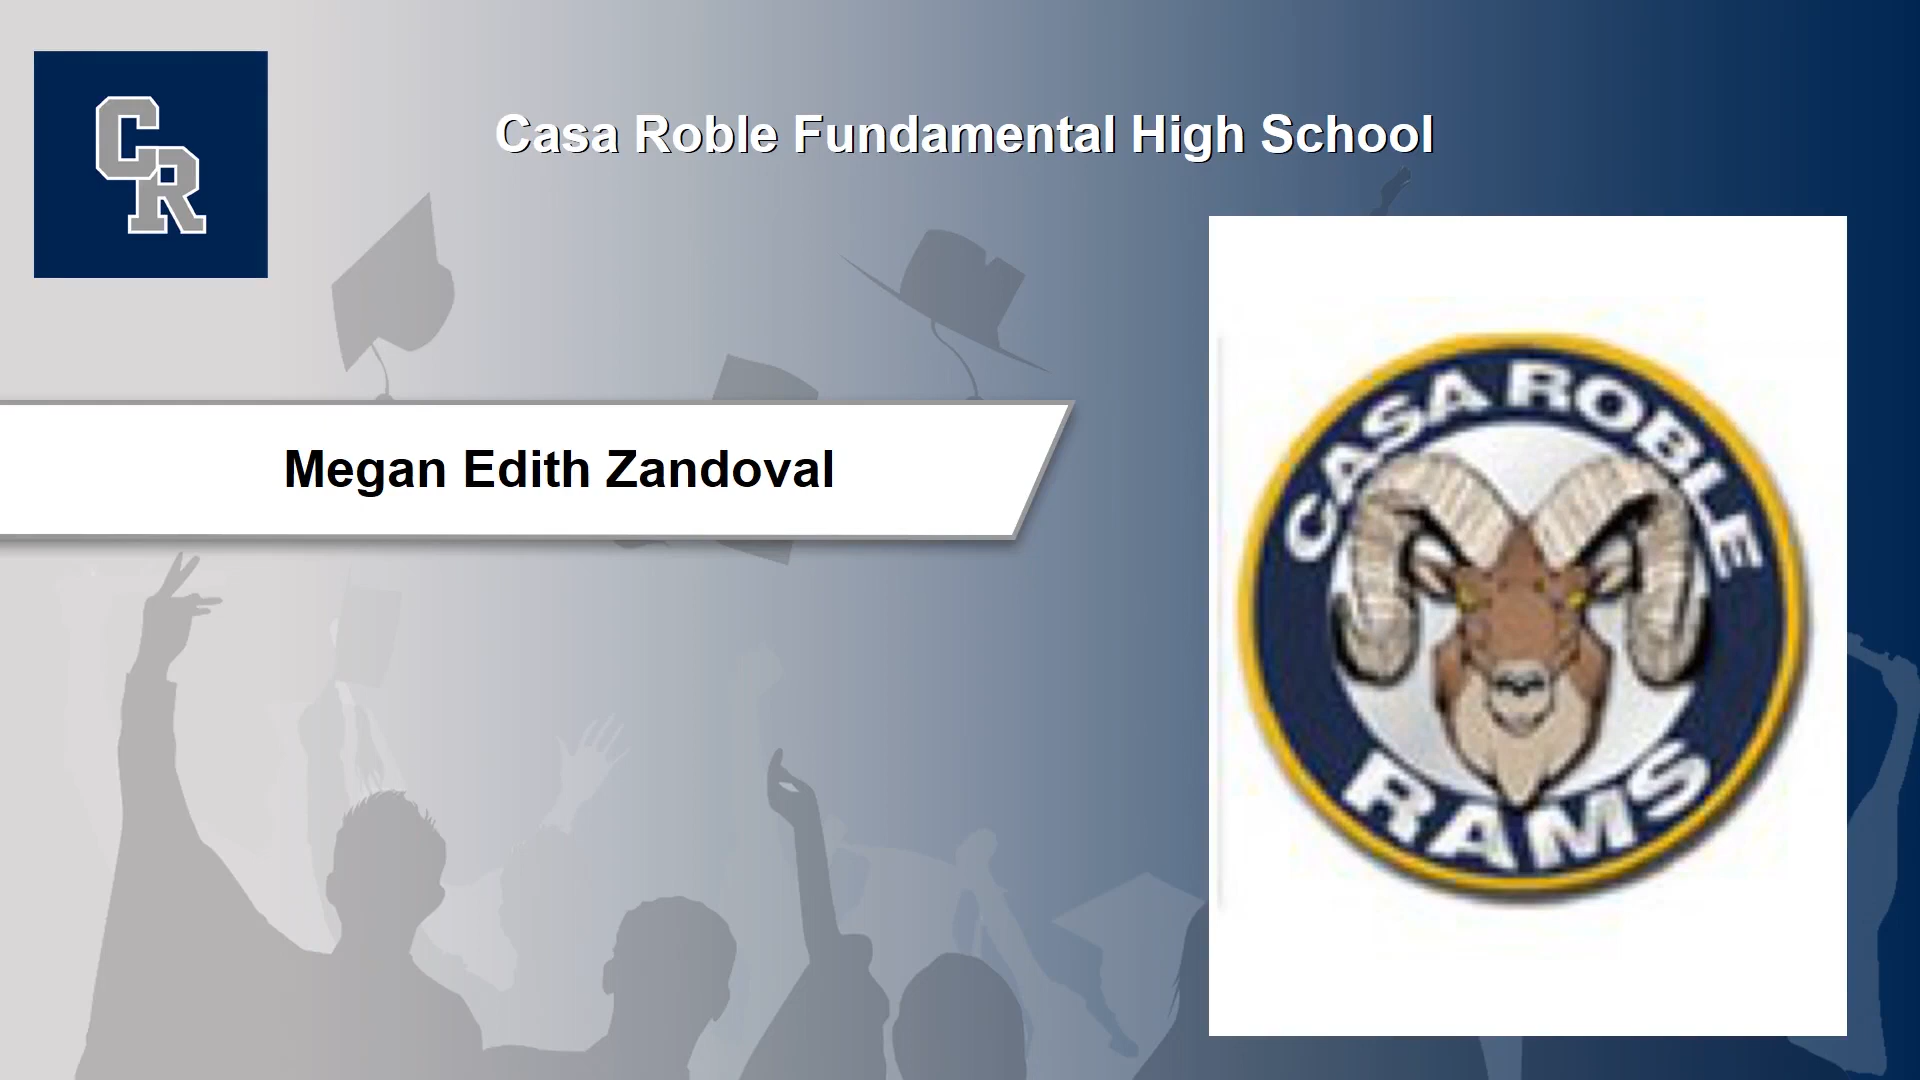 CR
Casa Roble Fundamental High School
Megan Edith Zandoval
CASA ROBLE
RAMS